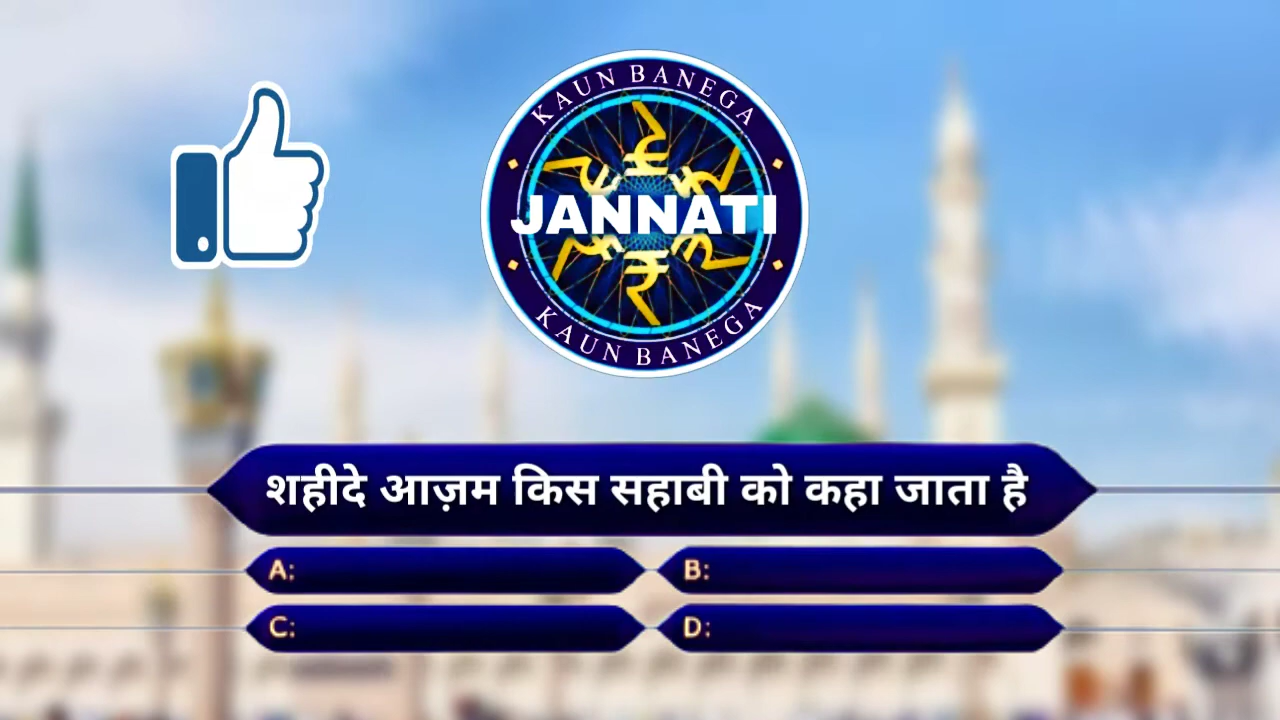 KAUN BANEGA
JANNATI
KAUN BANEGA
शहीदे आज़म किस सहाबी को कहा जाता है
A:
B:
C:
D: